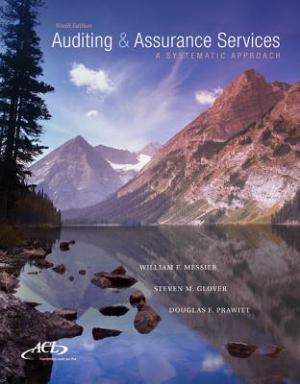 Ninth Edition
Auditing & Assurance Services
A SYSTEMATIC APPROACH
WILLIAM F. MESSIER
STEVEN M. GLOVER
DOUGLAS F. PRAWITT
ACL